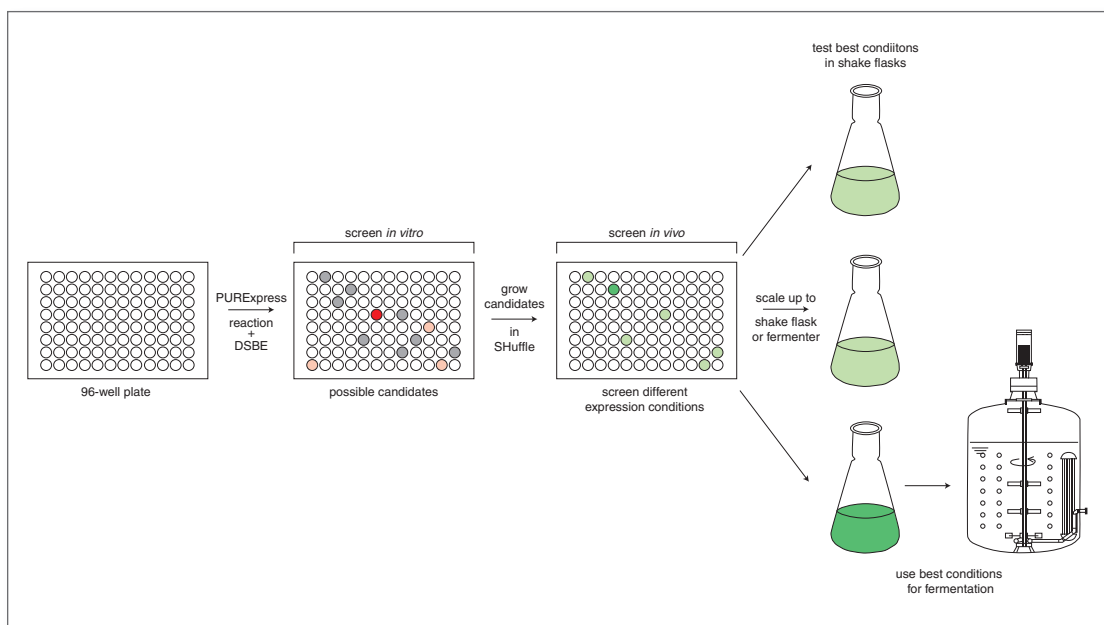 test best condiitons
in shake flasks
screen in vitro
screen in vivo
PURExpress
reaction
+
DSBE
grow
candidates
in
SHuffle
scale up to
shake flask
or fermenter
96-well plate
possible candidates
screen different
expression conditions
use best conditions
for fermentation